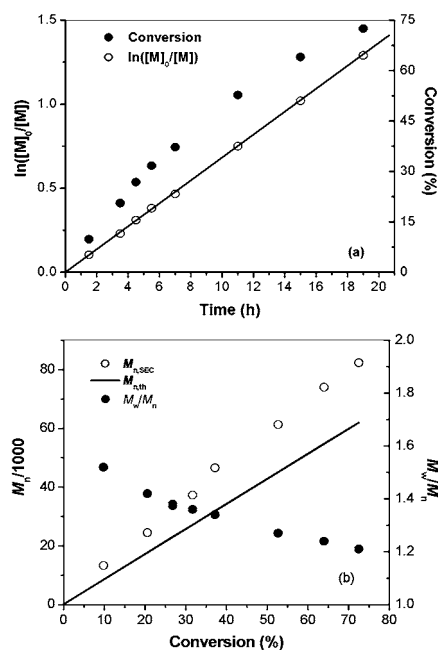 1.5
1.0
0.5
0.0
ln([M]₀/[M])
Conversion
ln([M]₀/[M])
75
60
45
30
15
0
Conversion (%)
(a)
0 2 4 6 8 10 12 14 16 18 20
Time (h)
80
60
40
20
0
Mn/1000
Mn,SEC
Mn,th
Mw/Mn
2.0
1.8
1.6
1.4
1.2
1.0
Mw/Mn
(b)
0 10 20 30 40 50 60 70 80
Conversion (%)